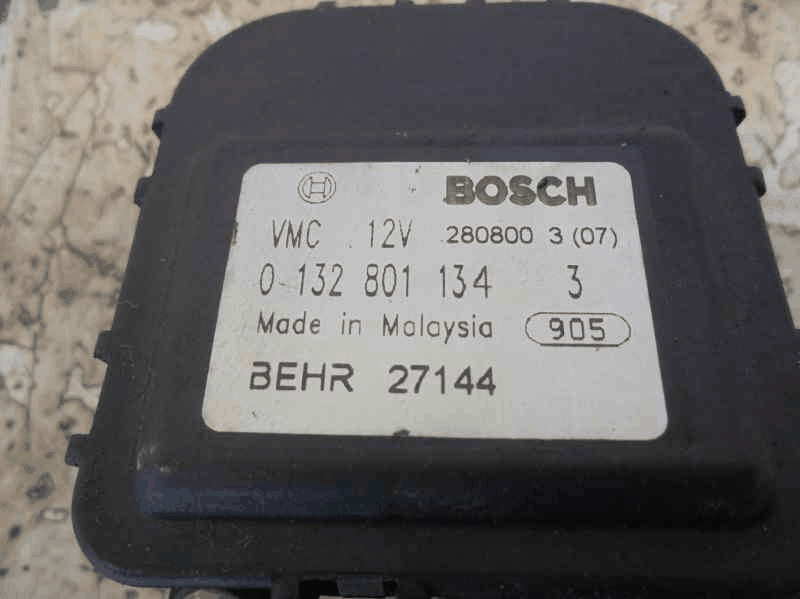 BOSCH
VMC 12V 280800 3 (07)
0 132 801 134 3
Made in Malaysia 905
BEHR 27144